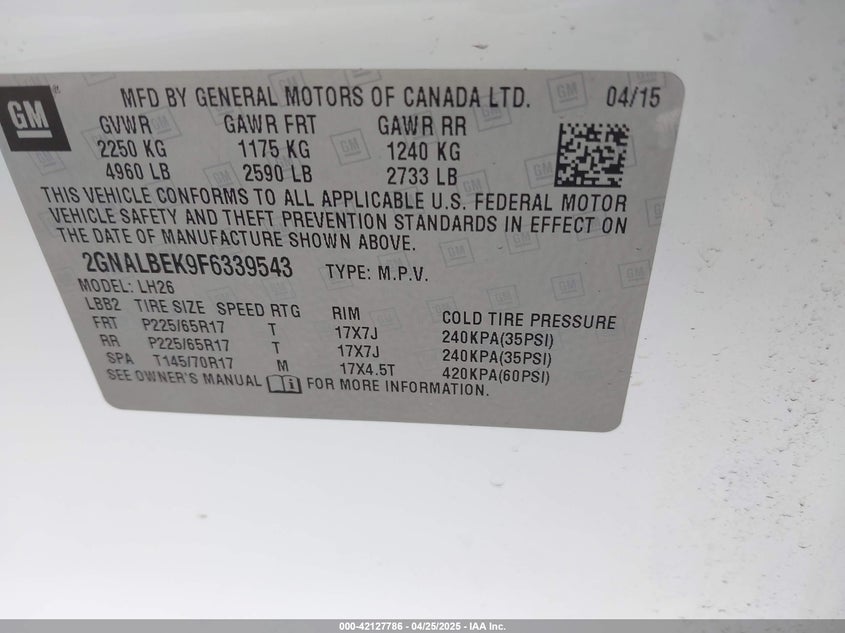 GM
MFD BY GENERAL MOTORS OF CANADA LTD. 04/15
GVWR GAWR FRT GAWR RR
2250 KG 1175 KG 1240 KG
4960 LB 2590 LB 2733 LB
THIS VEHICLE CONFORMS TO ALL APPLICABLE U.S. FEDERAL MOTOR
VEHICLE SAFETY AND THEFT PREVENTION STANDARDS IN EFFECT ON
THE DATE OF MANUFACTURE SHOWN ABOVE.
2GNALBEK9F6339543 TYPE: M.P.V.
MODEL: LH26
LBB2 TIRE SIZE SPEED RTG RIM COLD TIRE PRESSURE
FRT P225/65R17 T 17X7J 240KPA(35PSI)
RR P225/65R17 T 17X7J 240KPA(35PSI)
SPA T145/70R17 M 17X4.5T 420KPA(60PSI)
SEE OWNER'S MANUAL FOR MORE INFORMATION.
000-42127786 - 04/25/2025 - IAA Inc.